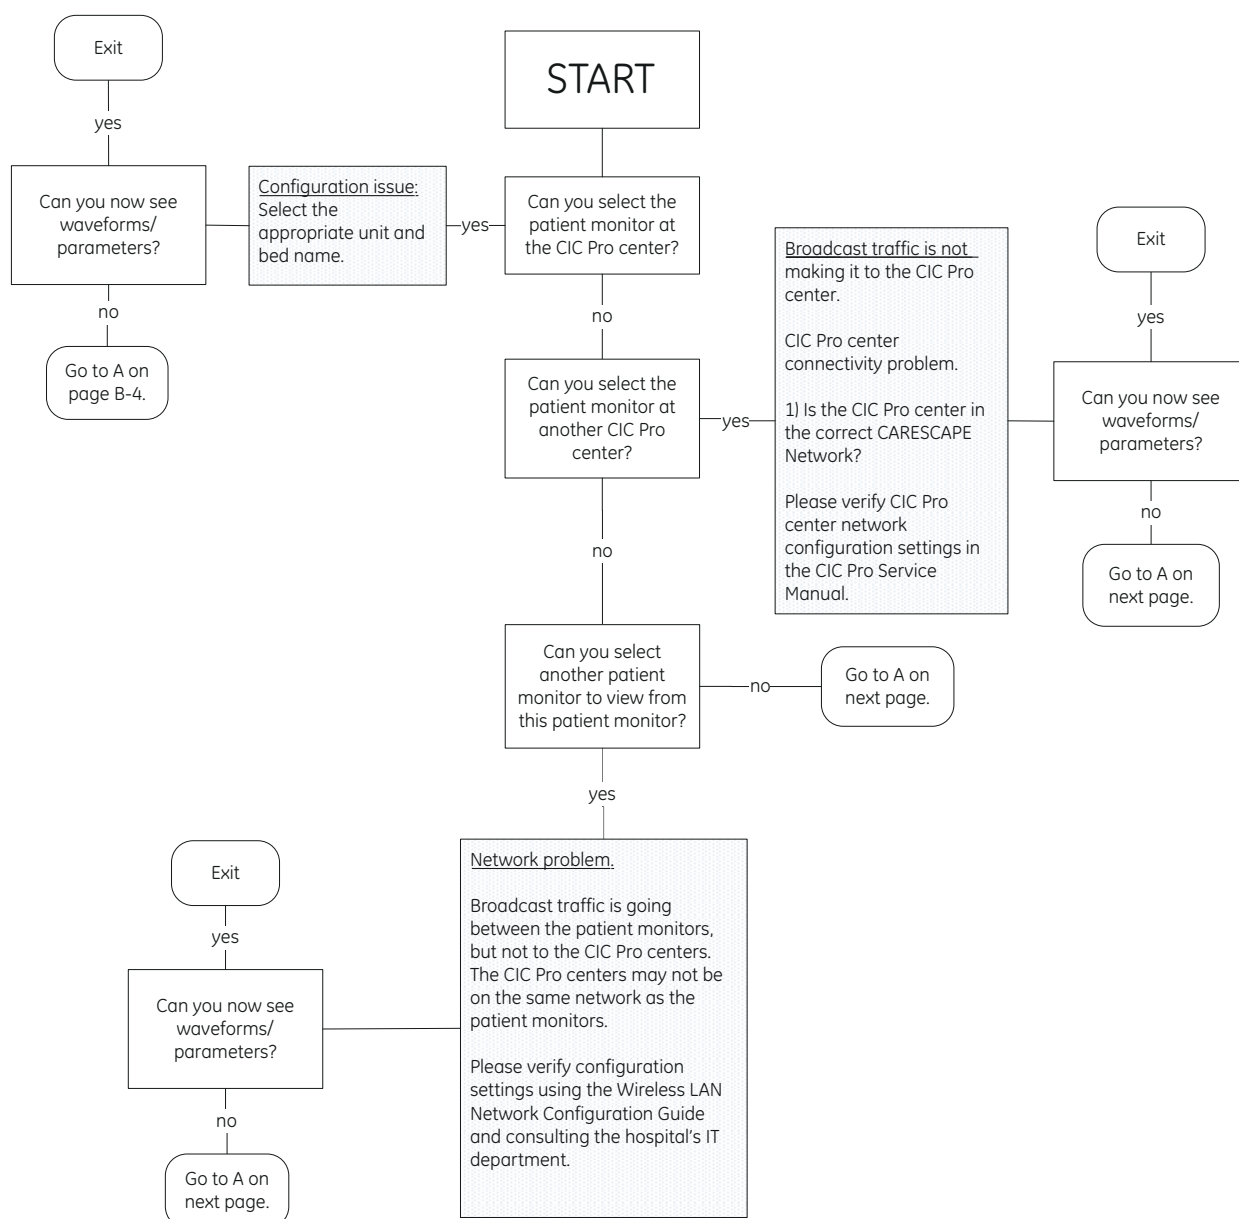 START
Can you select the
patient monitor at
the CIC Pro center?
yes
Configuration issue:
Select the
appropriate unit and
bed name.
Can you now see
waveforms/
parameters?
yes
Exit
no
Go to A on
page B-4.
no
Can you select the
patient monitor at
another CIC Pro
center?
yes
Broadcast traffic is not
making it to the CIC Pro
center.
CIC Pro center
connectivity problem.
1) Is the CIC Pro center in
the correct CARESCAPE
Network?
Please verify CIC Pro
center network
configuration settings in
the CIC Pro Service
Manual.
Can you now see
waveforms/
parameters?
yes
Exit
no
Go to A on
next page.
no
Can you select
another patient
monitor to view from
this patient monitor?
no
Go to A on
next page.
yes
Network problem.
Broadcast traffic is going
between the patient monitors,
but not to the CIC Pro centers.
The CIC Pro centers may not be
on the same network as the
patient monitors.
Please verify configuration
settings using the Wireless LAN
Network Configuration Guide
and consulting the hospital's IT
department.
Can you now see
waveforms/
parameters?
yes
Exit
no
Go to A on
next page.